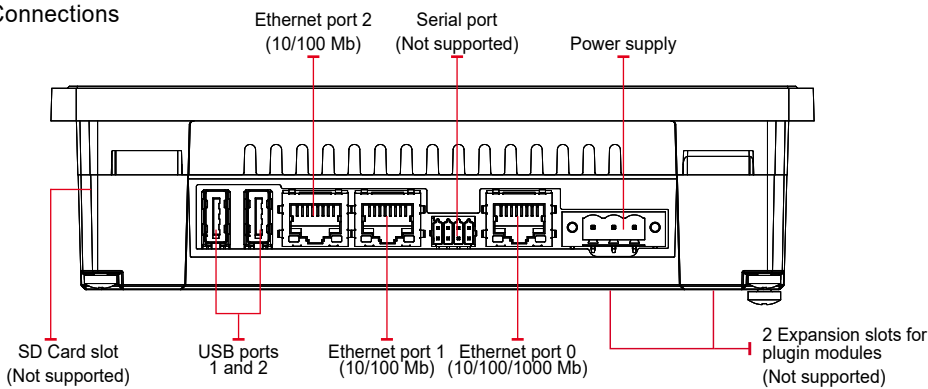 Connections
Ethernet port 2
(10/100 Mb)
Serial port
(Not supported)
Power supply
SD Card slot
(Not supported)
USB ports
1 and 2
Ethernet port 1
(10/100 Mb)
Ethernet port 0
(10/100/1000 Mb)
2 Expansion slots for
plugin modules
(Not supported)